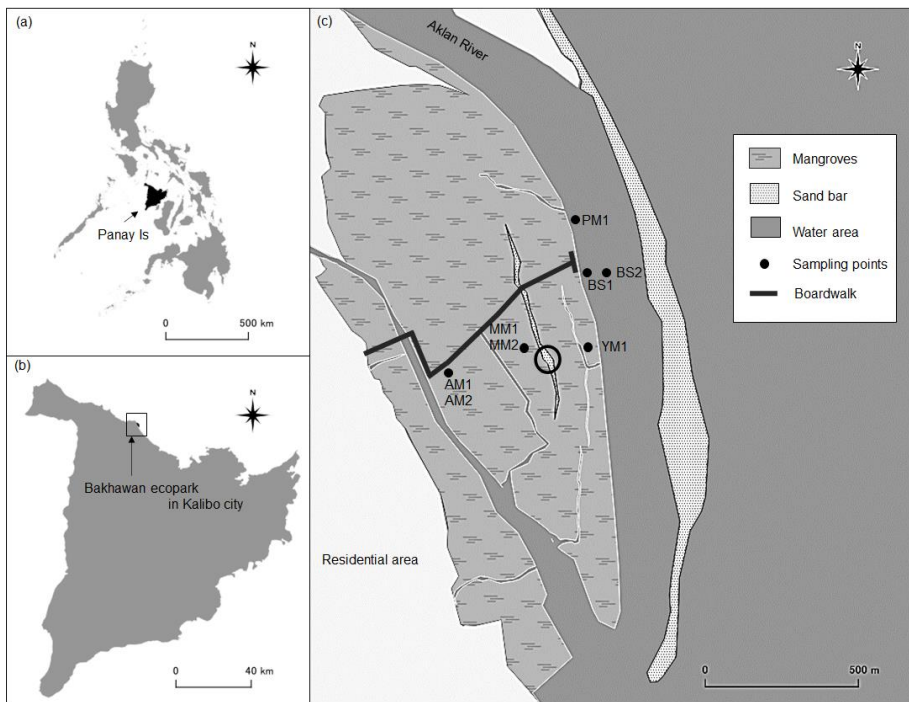 (a)
N
Panay Is
0
500 km
(b)
N
Bakhawan ecopark
in Kalibo city
0
40 km
(c)
Aklan River
N
Mangroves
Sand bar
Water area
Sampling points
Boardwalk
PM1
BS1
BS2
MM1
MM2
YM1
AM1
AM2
Residential area
0
500 m